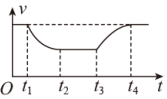 v
O t₁ t₂ t₃ t₄ t